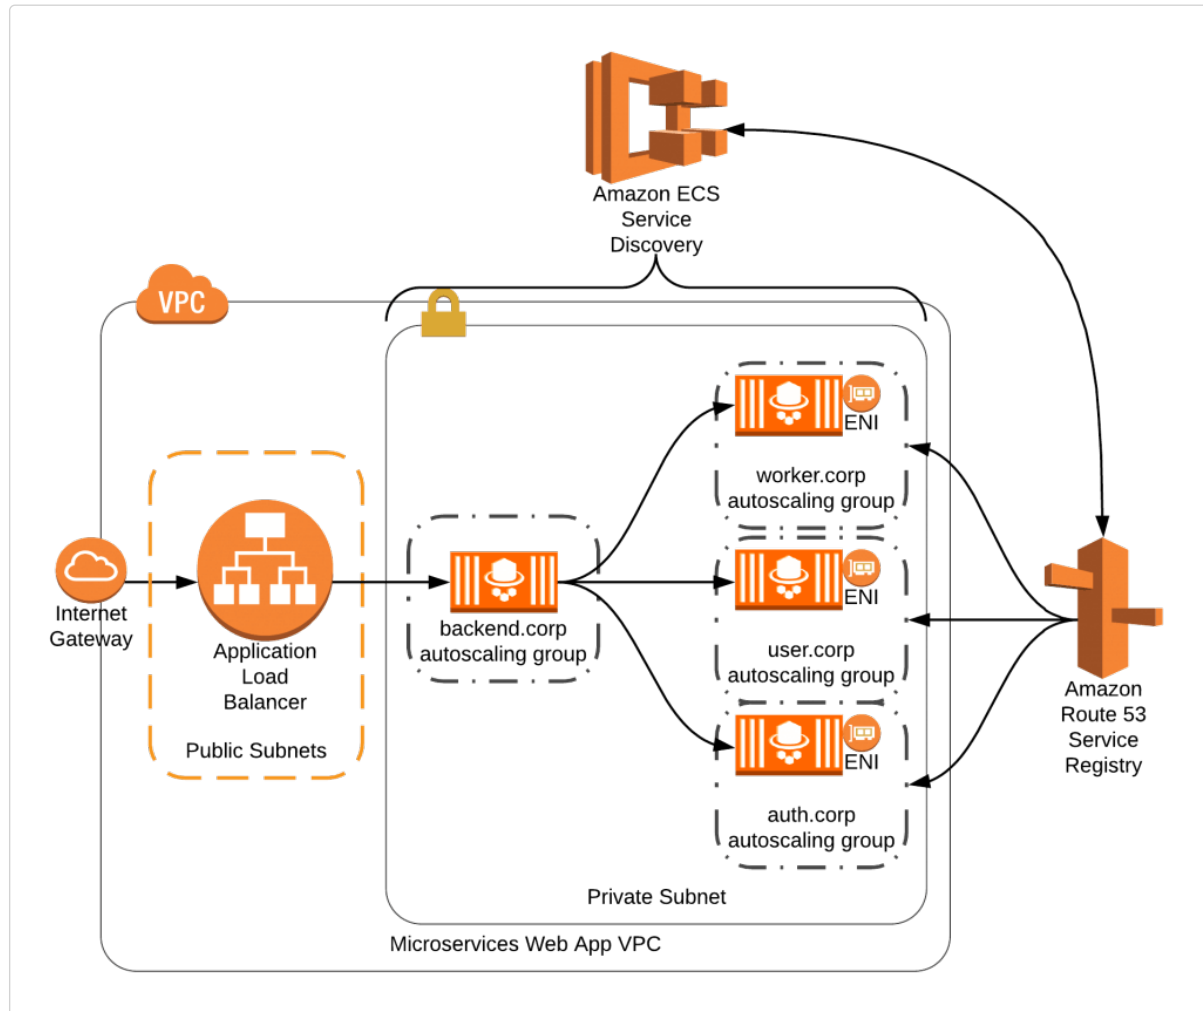 Amazon ECS
Service
Discovery
VPC
ENI
worker.corp
autoscaling group
Internet
Gateway
Application
Load
Balancer
Public Subnets
backend.corp
autoscaling group
ENI
user.corp
autoscaling group
ENI
auth.corp
autoscaling group
Amazon
Route 53
Service
Registry
Private Subnet
Microservices Web App VPC